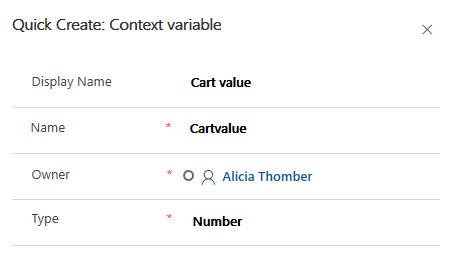 Quick Create: Context variable
Display Name Cart value
Name * Cartvalue
Owner * Alicia Thomber
Type * Number